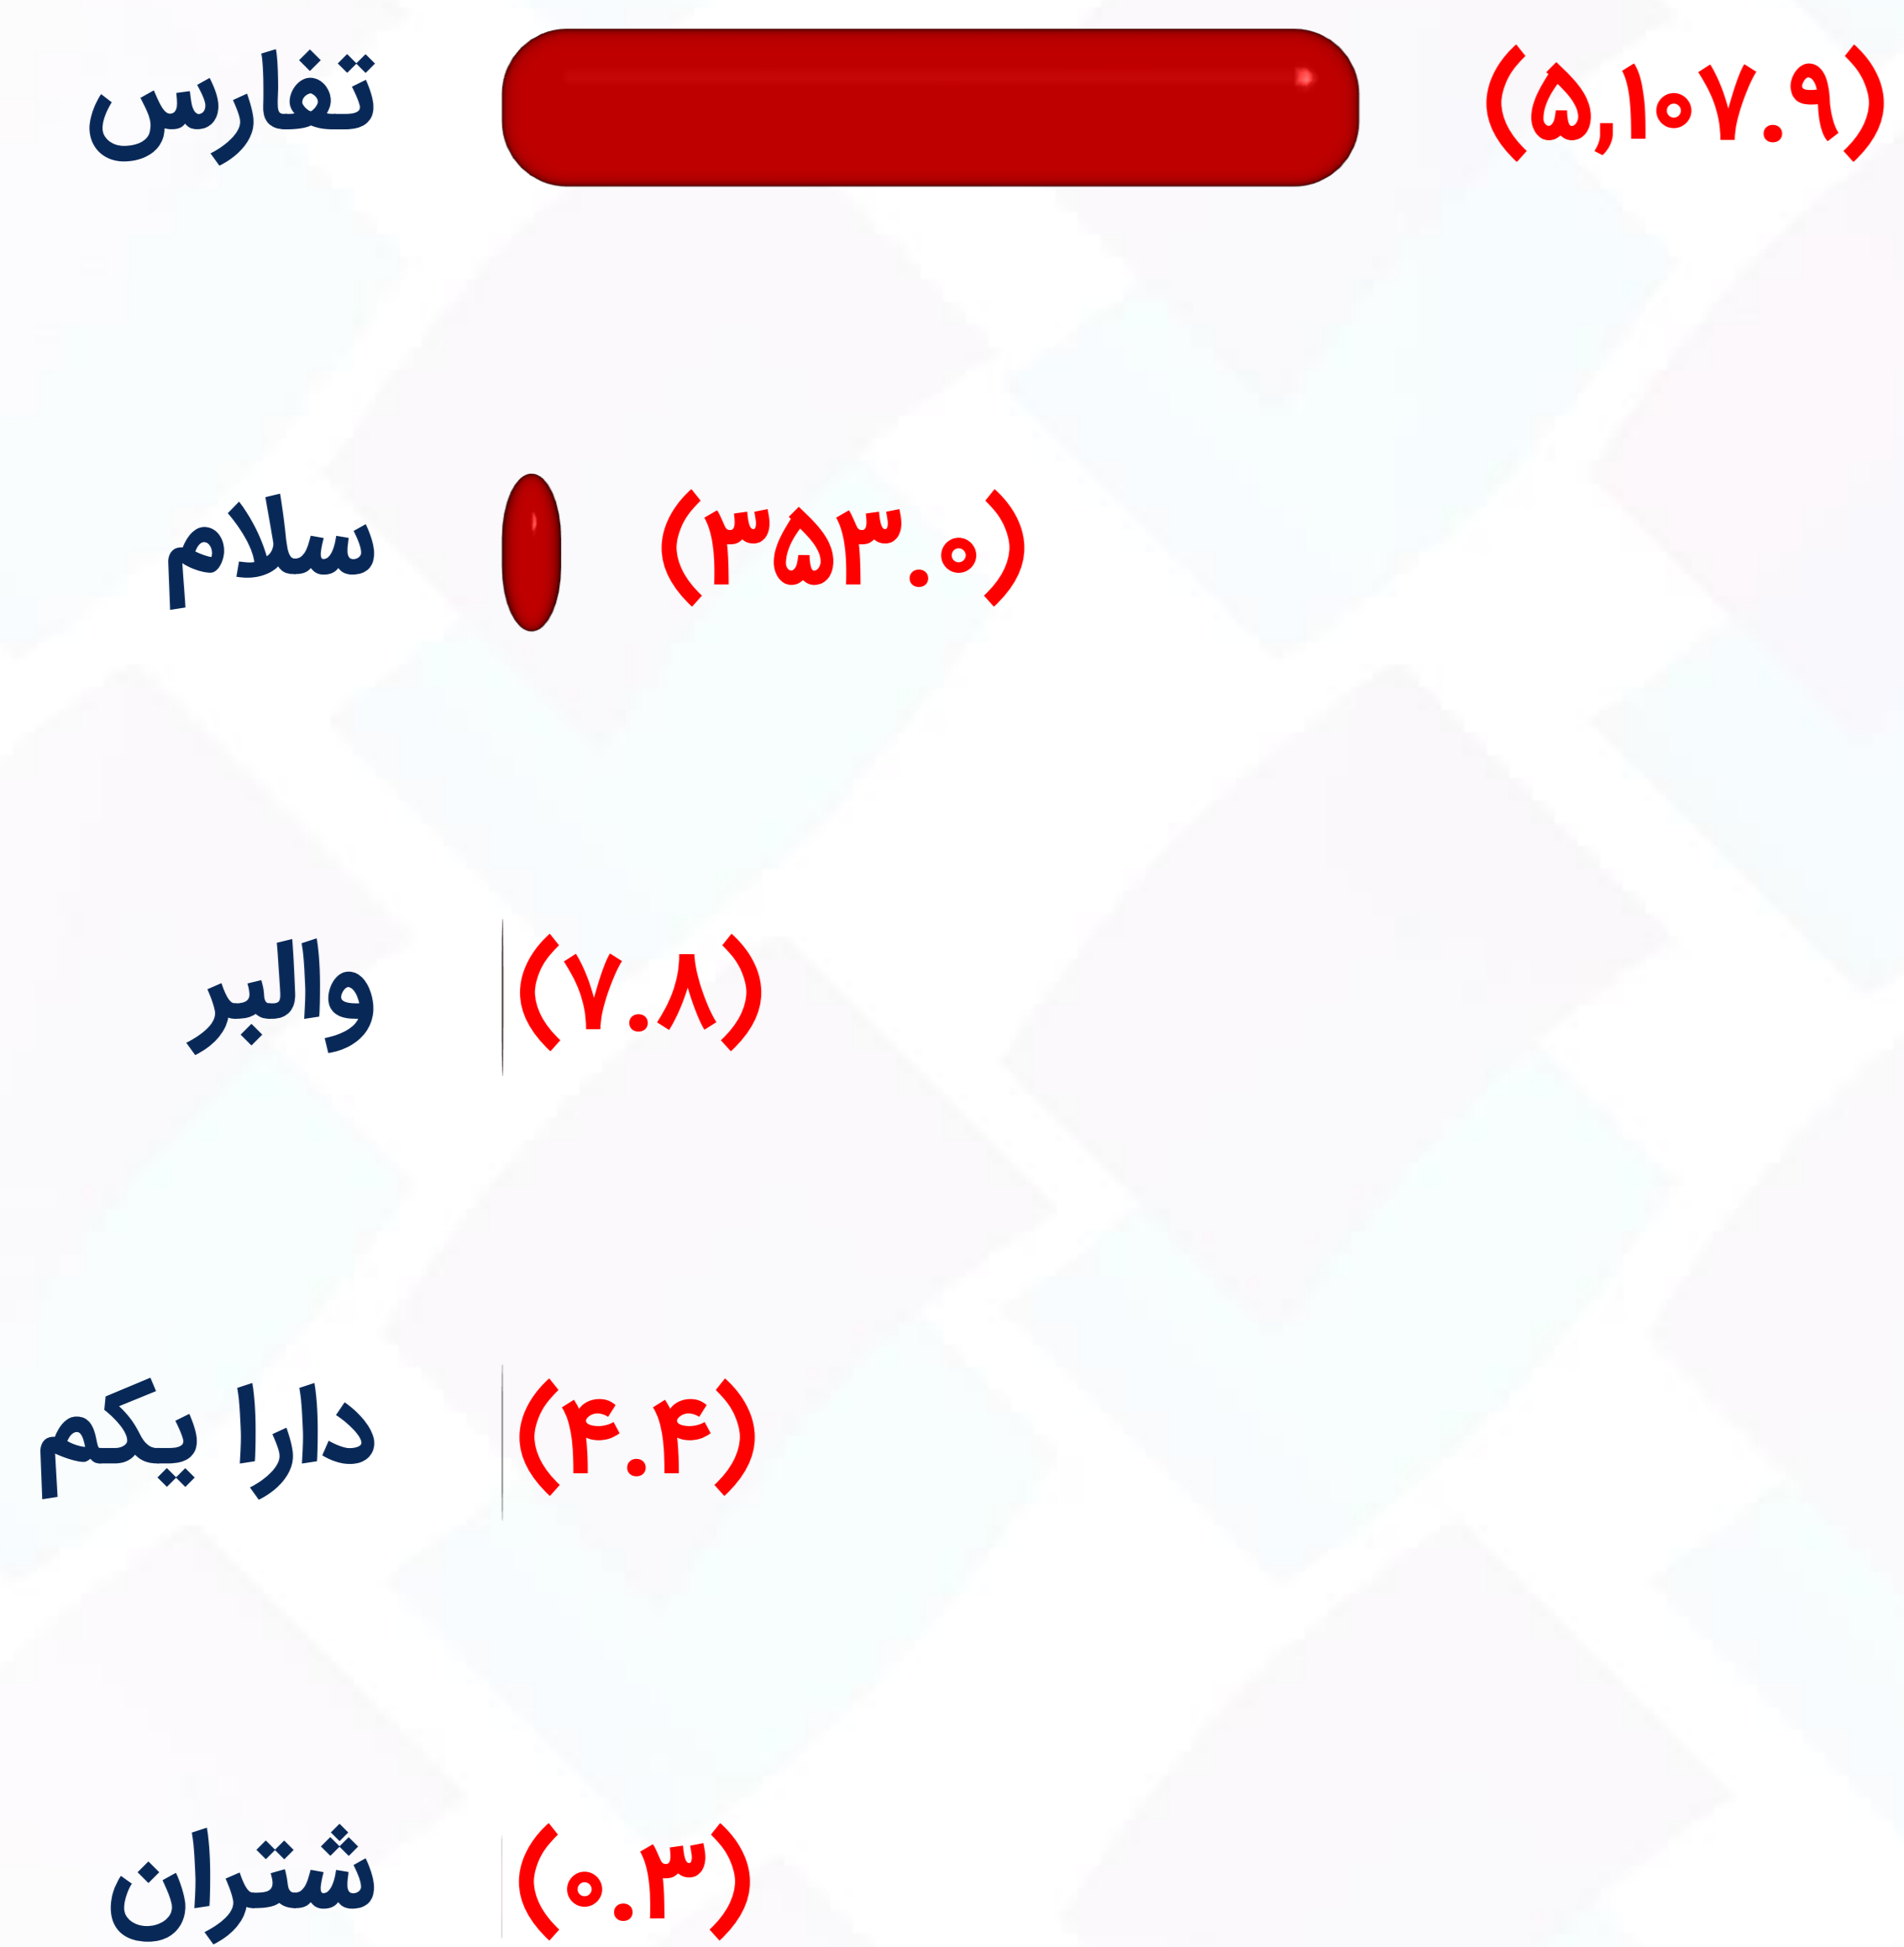 تفارس (۵,۱۰۷.۹)
سلام (۳۵۳.۰)
والبر (۷.۸)
دارا یکم (۴.۴)
شتران (۰.۳)